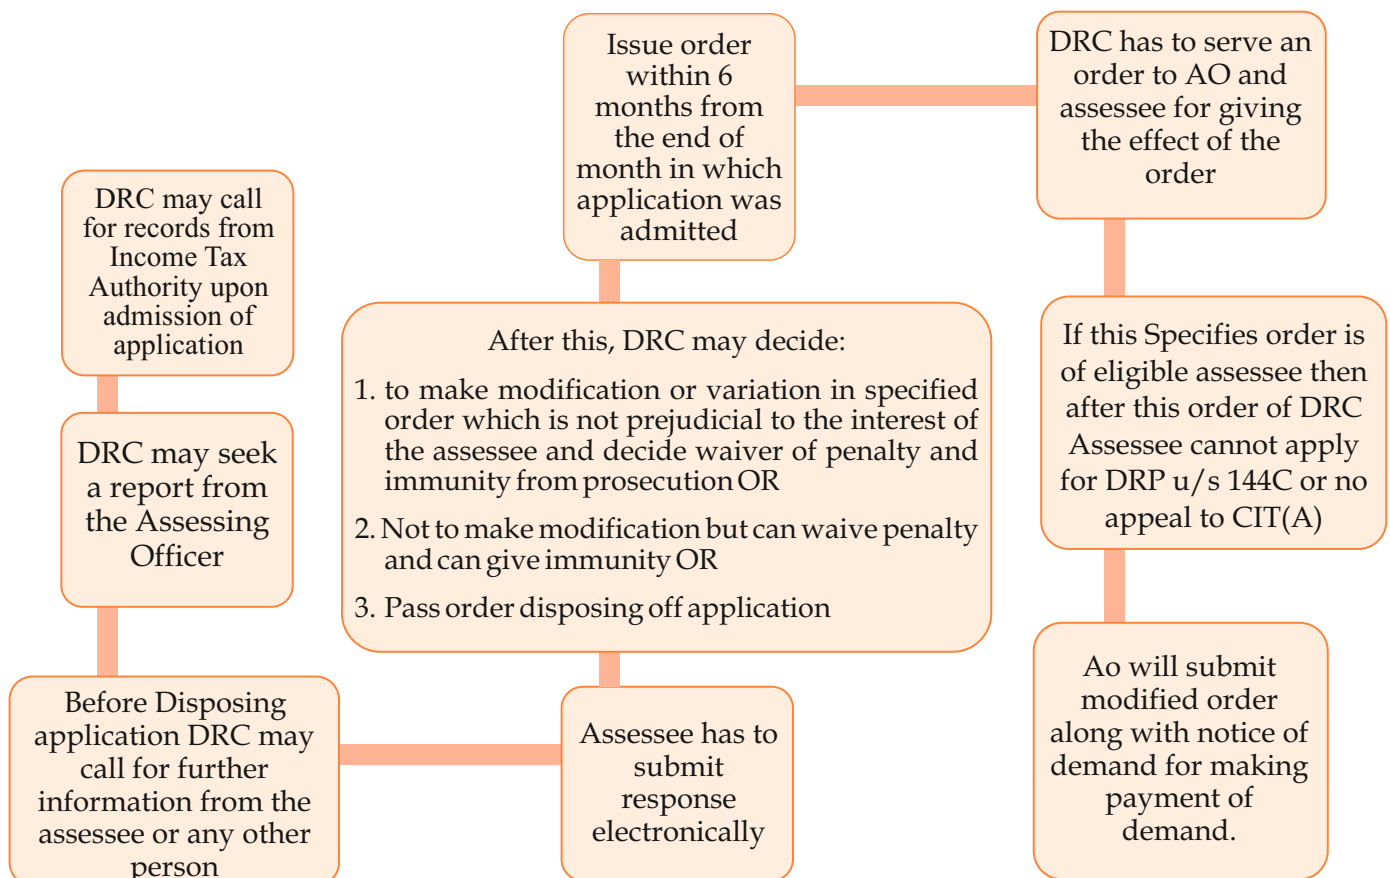 DRC may call
for records from
Income Tax
Authority upon
admission of
application
DRC may seek
a report from
the Assessing
Officer
Before Disposing
application DRC may
call for further
information from the
assessee or any other
person
Assessee has to
submit
response
electronically
After this, DRC may decide:
1. to make modification or variation in specified
order which is not prejudicial to the interest of
the assessee and decide waiver of penalty and
immunity from prosecution OR
2. Not to make modification but can waive penalty
and can give immunity OR
3. Pass order disposing off application
Issue order
within 6
months from
the end of
month in which
application was
admitted
DRC has to serve an
order to AO and
assessee for giving
the effect of the
order
If this Specifies order is
of eligible assessee then
after this order of DRC
Assessee cannot apply
for DRP u/s 144C or no
appeal to CIT(A)
Ao will submit
modified order
along with notice of
demand for making
payment of
demand.